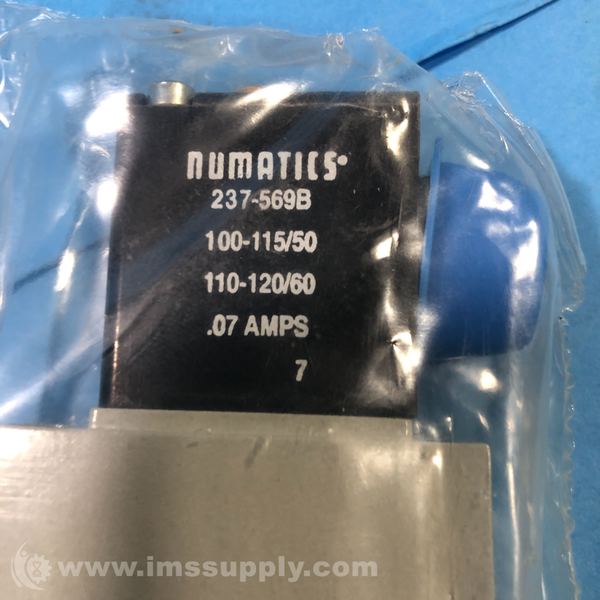 numatics
237-569B
100-115/50
110-120/60
.07 AMPS
7
www.imssupply.com